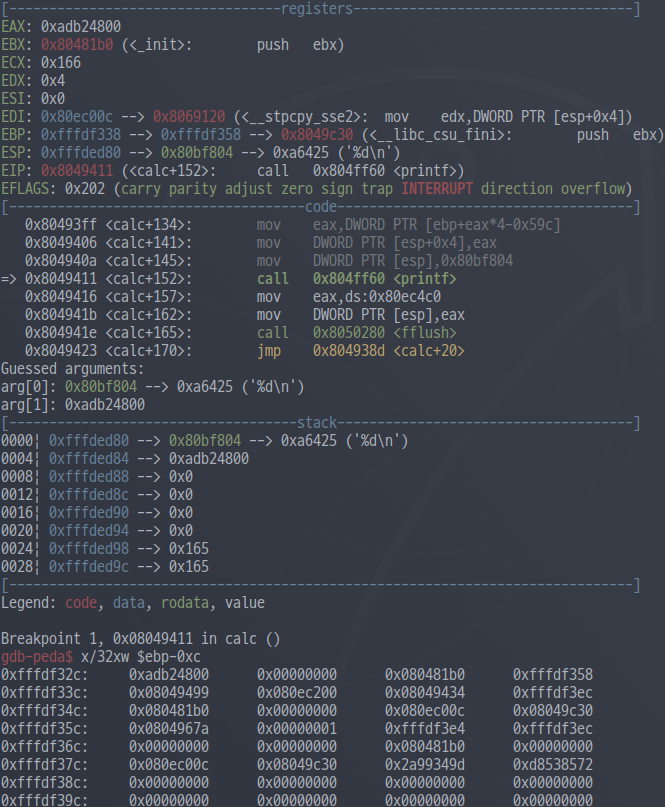 [----------------------------------registers-----------------------------------]
EAX: 0xadb24800
EBX: 0x80481b0 (<_init>:        push   ebx)
ECX: 0x166
EDX: 0x4
ESI: 0x0
EDI: 0x80ec00c --> 0x8069120 (<__stpcpy_sse2>:  mov    edx,DWORD PTR [esp+0x4])
EBP: 0xfffdf338 --> 0xfffdf358 --> 0x8049c30 (<__libc_csu_fini>:        push   ebx)
ESP: 0xfffded80 --> 0x80bf804 --> 0xa6425 ('%d\n')
EIP: 0x8049411 (<calc+152>:     call   0x804ff60 <printf>)
EFLAGS: 0x202 (carry parity adjust zero sign trap INTERRUPT direction overflow)
[-------------------------------------code-------------------------------------]
   0x80493ff <calc+134>:        mov    eax,DWORD PTR [ebp+eax*4-0x59c]
   0x8049406 <calc+141>:        mov    DWORD PTR [esp+0x4],eax
   0x804940a <calc+145>:        mov    DWORD PTR [esp],0x80bf804
=> 0x8049411 <calc+152>:        call   0x804ff60 <printf>
   0x8049416 <calc+157>:        mov    eax,ds:0x80ec4c0
   0x804941b <calc+162>:        mov    DWORD PTR [esp],eax
   0x804941e <calc+165>:        call   0x8050280 <fflush>
   0x8049423 <calc+170>:        jmp    0x804938d <calc+20>
Guessed arguments:
arg[0]: 0x80bf804 --> 0xa6425 ('%d\n')
arg[1]: 0xadb24800
[------------------------------------stack-------------------------------------]
0000| 0xfffded80 --> 0x80bf804 --> 0xa6425 ('%d\n')
0004| 0xfffded84 --> 0xadb24800
0008| 0xfffded88 --> 0x0
0012| 0xfffded8c --> 0x0
0016| 0xfffded90 --> 0x0
0020| 0xfffded94 --> 0x0
0024| 0xfffded98 --> 0x165
0028| 0xfffded9c --> 0x165
[------------------------------------------------------------------------------]
Legend: code, data, rodata, value

Breakpoint 1, 0x08049411 in calc ()
gdb-peda$ x/32xw $ebp-0xc
0xfffdf32c:     0xadb24800      0x00000000      0x080481b0      0xfffdf358
0xfffdf33c:     0x08049499      0x080ec200      0x08049434      0xfffdf3ec
0xfffdf34c:     0x080481b0      0x00000000      0x080ec00c      0x08049c30
0xfffdf35c:     0x0804967a      0x00000001      0xfffdf3e4      0xfffdf3ec
0xfffdf36c:     0x00000000      0x00000000      0x080481b0      0x00000000
0xfffdf37c:     0x080ec00c      0x08049c30      0x2a99349d      0xd8538572
0xfffdf38c:     0x00000000      0x00000000      0x00000000      0x00000000
0xfffdf39c:     0x00000000      0x00000000      0x00000000      0x00000000